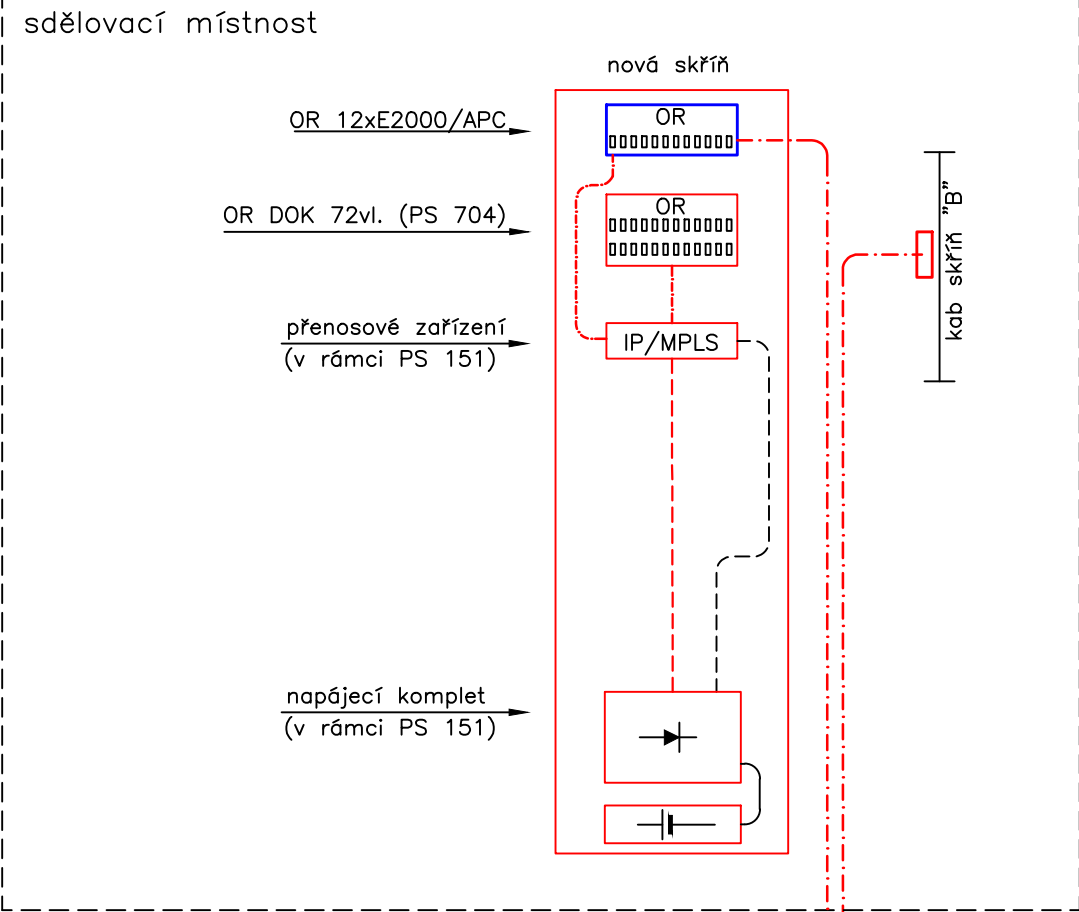 sdělovací místnost
nová skříň
OR 12xE2000/APC
OR
OR DOK 72vl. (PS 704)
OR
kab skříň "B"
přenosové zařízení
(v rámci PS 151)
IP/MPLS
napájecí komplet
(v rámci PS 151)